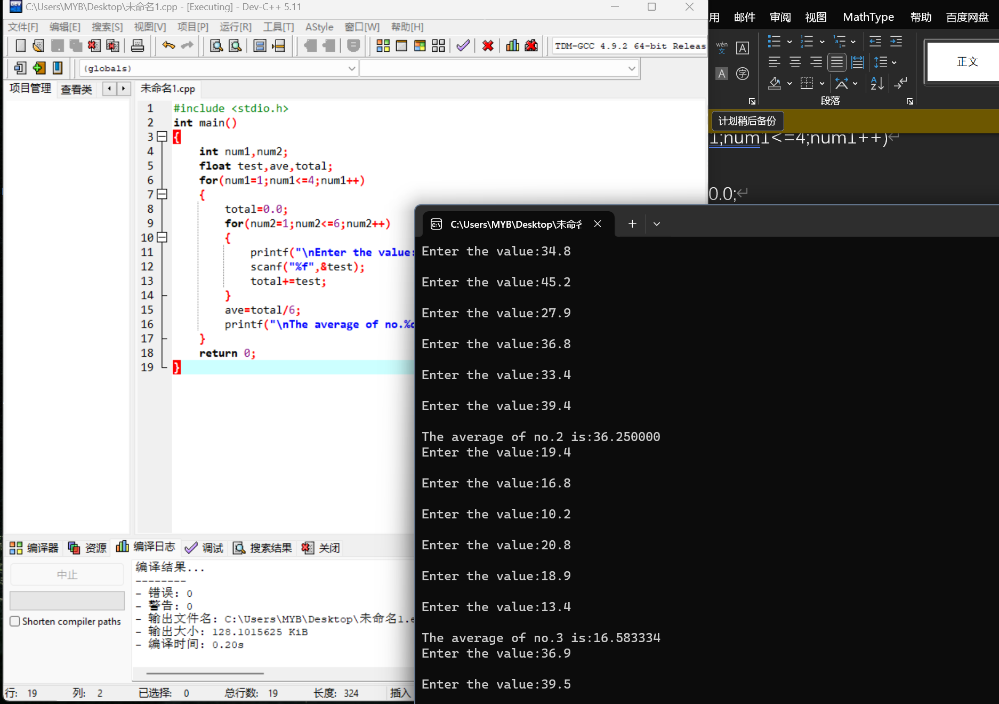 C:\Users\MYB\Desktop\未命名1.cpp - [Executing] - Dev-C++ 5.11
文件[F] 编辑[E] 搜索[S] 视图[V] 项目[P] 运行[R] 工具[T] AStyle 窗口[W] 帮助[H]
TDM-GCC 4.9.2 64-bit Releas
(globals)
项目管理 查看类
未命名1.cpp
1 #include <stdio.h>
2 int main()
3 {
4 int num1,num2;
5 float test,ave,total;
6 for(num1=1;num1<=4;num1++)
7 {
8 total=0.0;
9 for(num2=1;num2<=6;num2++)
10 {
11 printf("\nEnter the value:
12 scanf("%f",&test);
13 total+=test;
14 }
15 ave=total/6;
16 printf("\nThe average of no.%d
17 }
18 return 0;
19 }
编译器 资源 编译日志 调试 搜索结果 关闭
中止
Shorten compiler paths
编译结果...
--------
- 错误: 0
- 警告: 0
- 输出文件名: C:\Users\MYB\Desktop\未命名1.e
- 输出大小: 128.1015625 KiB
- 编译时间: 0.20s
行: 19 列: 2 已选择: 0 总行数: 19 长度: 324 插入
用 邮件 审阅 视图 MathType 帮助 百度网盘
wén
文
A
A
字
正文
段落
计划稍后备份
1;num1<=4;num1++)↵
0.0;↵
C:\Users\MYB\Desktop\未命名
Enter the value:34.8
Enter the value:45.2
Enter the value:27.9
Enter the value:36.8
Enter the value:33.4
Enter the value:39.4
The average of no.2 is:36.250000
Enter the value:19.4
Enter the value:16.8
Enter the value:10.2
Enter the value:20.8
Enter the value:18.9
Enter the value:13.4
The average of no.3 is:16.583334
Enter the value:36.9
Enter the value:39.5